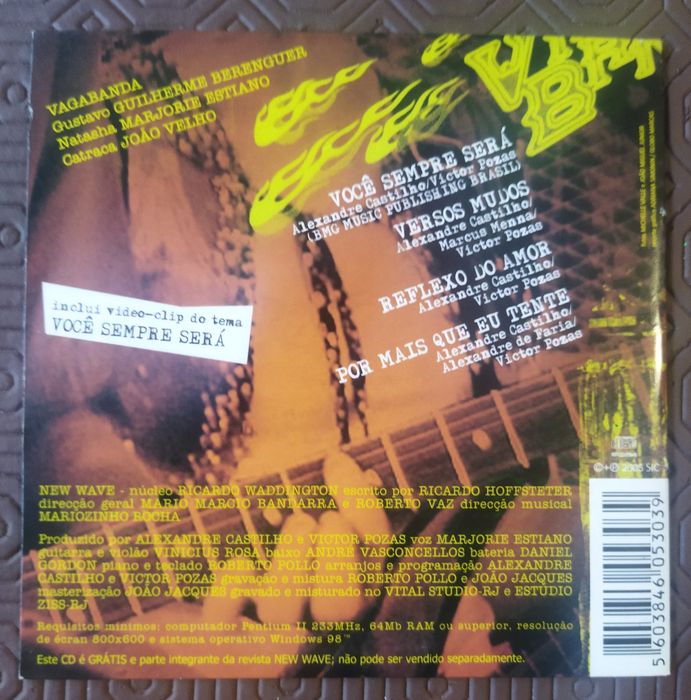 VAGABANDA
Gustavo GUILHERME BERENGUER
Natasha MARJORIE ESTIANO
Catraca JOÃO VELHO
VOCÊ SEMPRE SERÁ
Alexandre Castilho/Victor Pozas
(BMG MUSIC PUBLISHING BRASIL)
VERSOS MUDOS
Alexandre Castilho/
Marcus Menna/
Victor Pozas
REFLEXO DO AMOR
Alexandre Castilho/
Victor Pozas
POR MAIS QUE EU TENTE
Alexandre Castilho/
Alexandre de Faria/
Victor Pozas
inclui video-clip do tema
VOCÊ SEMPRE SERÁ
©+℗ 2005 SIC
NEW WAVE - núcleo RICARDO WADDINGTON escrito por RICARDO HOFFSTETER
direcção geral MARIO MARCIO BANDARRA e ROBERTO VAZ direcção musical
MARIOZINHO ROCHA
Produzido por ALEXANDRE CASTILHO e VICTOR POZAS voz MARJORIE ESTIANO
guitarra e violão VINICIUS ROSA baixo ANDRÉ VASCONCELLOS bateria DANIEL
GORDON piano e teclado ROBERTO POLLO arranjos e programação ALEXANDRE
CASTILHO E VICTOR POZAS gravação e mistura ROBERTO POLLO e JOÃO JACQUES
masterização JOÃO JACQUES gravado e misturado no VITAL STUDIO-RJ e ESTÚDIO
ZISS-RJ
Requisitos mínimos: computador Pentium II 233MHz, 64Mb RAM ou superior, resolução
de écran 800x600 e sistema operativo Windows 98™
Este CD é GRÁTIS e parte integrante da revista NEW WAVE; não pode ser vendido separadamente.
5 603846 053039